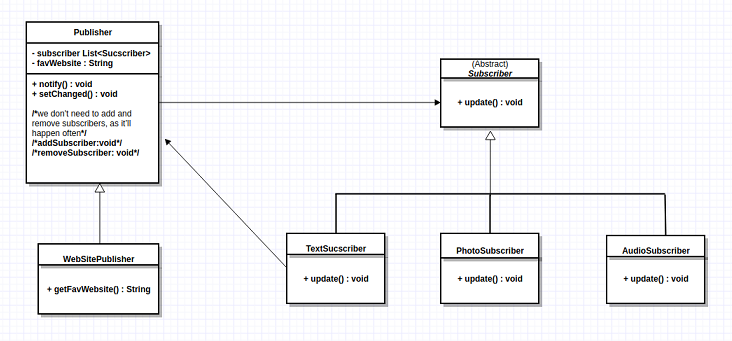 Publisher
- subscriber List<Sucscriber>
- favWebsite : String
+ notify() : void
+ setChanged() : void
/*we don't need to add and
remove subscribers, as it'll
happen often*/
/*addSubscriber:void*/
/*removeSubscriber: void*/
(Abstract)
Subscriber
+ update() : void
WebSitePublisher
+ getFavWebsite() : String
TextSucscriber
+ update() : void
PhotoSubscriber
+ update() : void
AudioSubscriber
+ update() : void